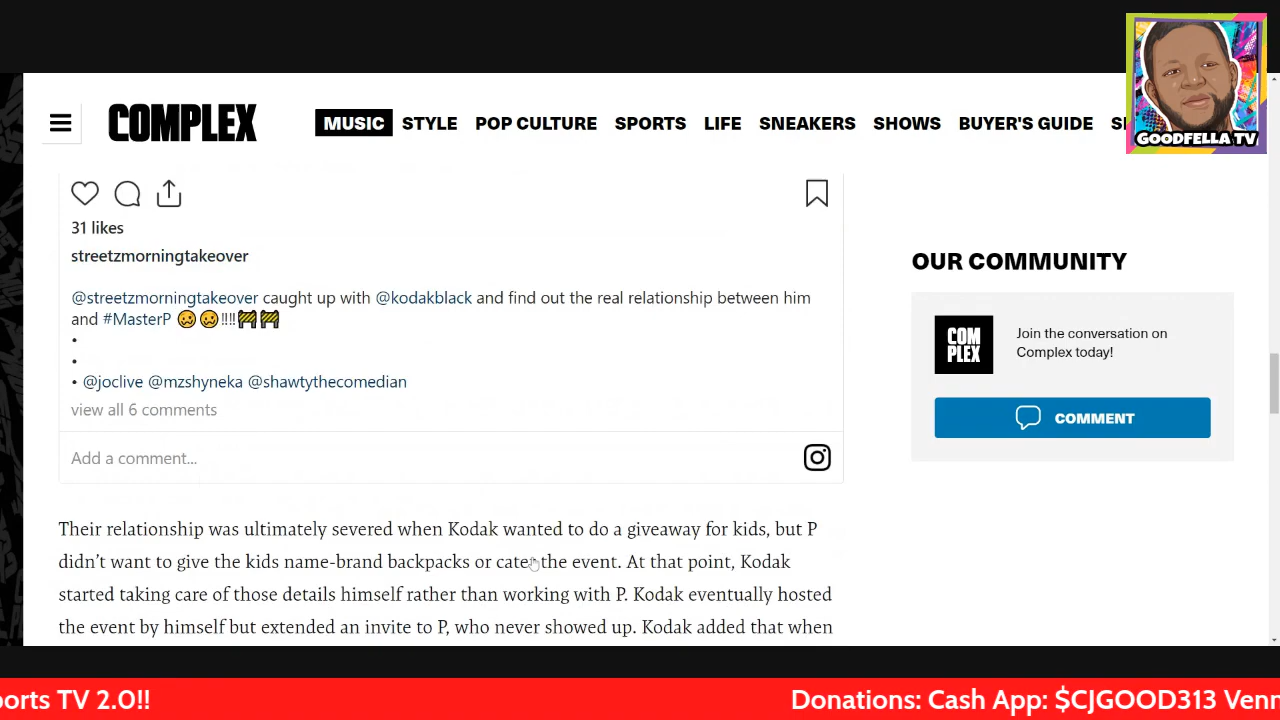 GOODFELLA TV
COMPLEX
MUSIC STYLE POP CULTURE SPORTS LIFE SNEAKERS SHOWS BUYER'S GUIDE
31 likes
streetzmorningtakeover
@streetzmorningtakeover caught up with @kodakblack and find out the real relationship between him
and #MasterP 🥴🥴‼️‼️🚧🚧
•
•
• @joclive @mzshyneka @shawtythecomedian
view all 6 comments
Add a comment...
Their relationship was ultimately severed when Kodak wanted to do a giveaway for kids, but P
didn't want to give the kids name-brand backpacks or cater the event. At that point, Kodak
started taking care of those details himself rather than working with P. Kodak eventually hosted
the event by himself but extended an invite to P, who never showed up. Kodak added that when
OUR COMMUNITY
COM
PLEX
Join the conversation on
Complex today!
COMMENT
ports TV 2.0!! Donations: Cash App: $CJGOOD313 Venn